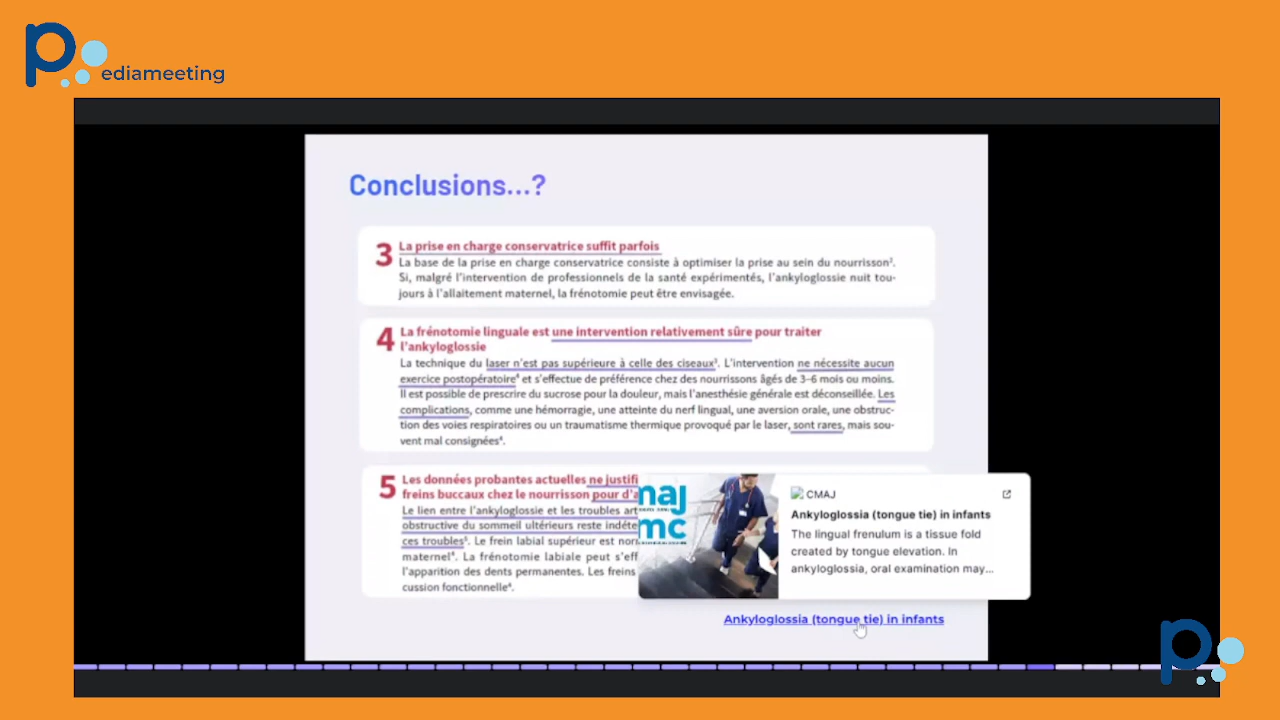 pediameeting
Conclusions...?
3
La prise en charge conservatrice suffit parfois
La base de la prise en charge conservatrice consiste à optimiser la prise au sein du nourrisson².
Si, malgré l'intervention de professionnels de la santé expérimentés, l'ankyloglossie nuit tou-
jours à l'allaitement maternel, la frénotomie peut être envisagée.
4
La frénotomie linguale est une intervention relativement sûre pour traiter
l'ankyloglossie
La technique du laser n'est pas supérieure à celle des ciseaux³. L'intervention ne nécessite aucun
exercice postopératoire⁴ et s'effectue de préférence chez des nourrissons âgés de 3–6 mois ou moins.
Il est possible de prescrire du sucrose pour la douleur, mais l'anesthésie générale est déconseillée. Les
complications, comme une hémorragie, une atteinte du nerf lingual, une aversion orale, une obstruc-
tion des voies respiratoires ou un traumatisme thermique provoqué par le laser, sont rares, mais sou-
vent mal consignées⁴.
5
Les données probantes actuelles ne justifi
freins buccaux chez le nourrisson pour d'a
Le lien entre l'ankyloglossie et les troubles art
obstructive du sommeil ultérieurs reste indéte
ces troubles⁵. Le frein labial supérieur est nor
maternel⁴. La frénotomie labiale peut s'eff
l'apparition des dents permanentes. Les freins
cussion fonctionnelle⁴.
naj
mc
CMAJ
Ankyloglossia (tongue tie) in infants
The lingual frenulum is a tissue fold
created by tongue elevation. In
ankyloglossia, oral examination may...
Ankyloglossia (tongue tie) in infants
p